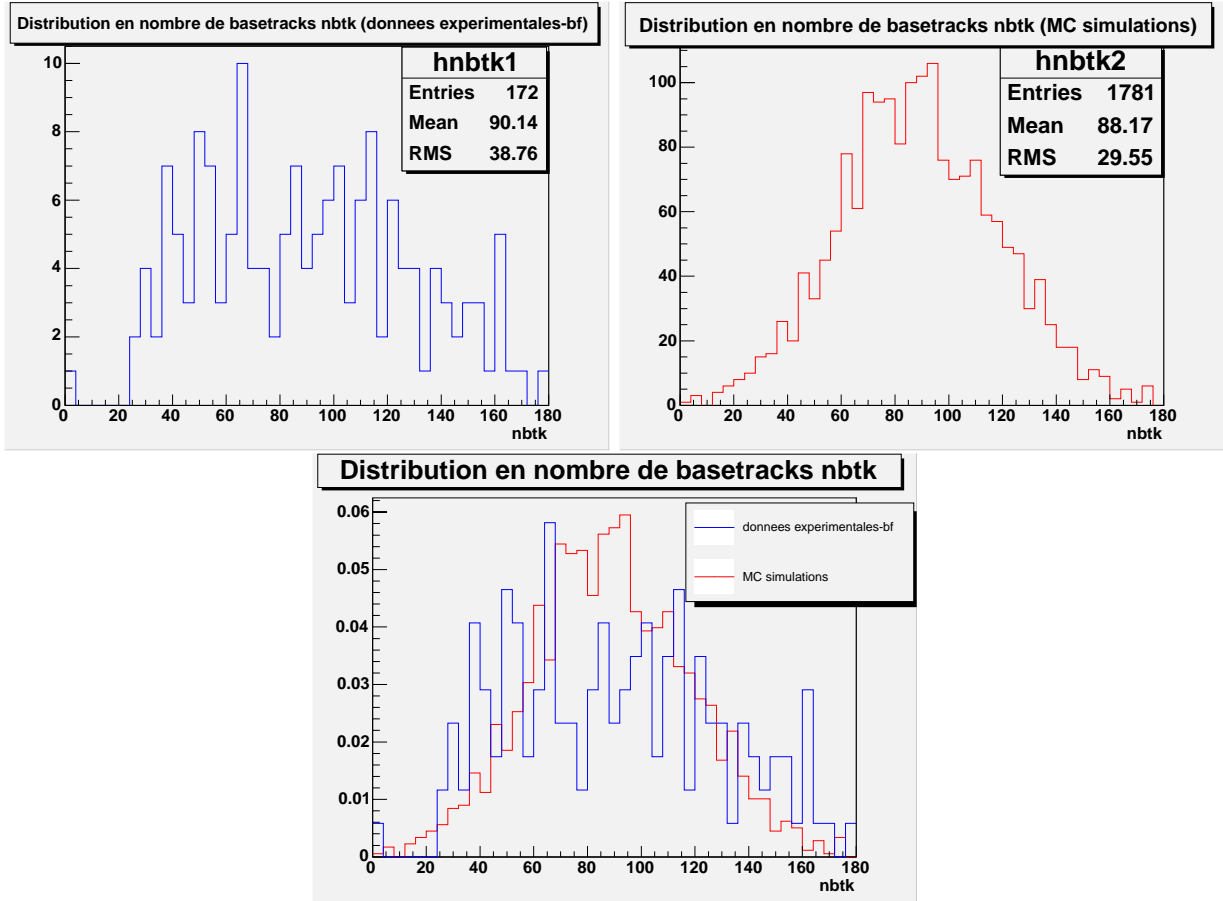 Distribution en nombre de basetracks nbtk (donnees experimentales-bf)
hnbtk1
Entries 172
Mean 90.14
RMS 38.76
10
8
6
4
2
0
0 20 40 60 80 100 120 140 160 180
nbtk
Distribution en nombre de basetracks nbtk (MC simulations)
hnbtk2
Entries 1781
Mean 88.17
RMS 29.55
100
80
60
40
20
0
0 20 40 60 80 100 120 140 160 180
nbtk
Distribution en nombre de basetracks nbtk
donnees experimentales-bf
MC simulations
0.06
0.05
0.04
0.03
0.02
0.01
0
0 20 40 60 80 100 120 140 160 180
nbtk